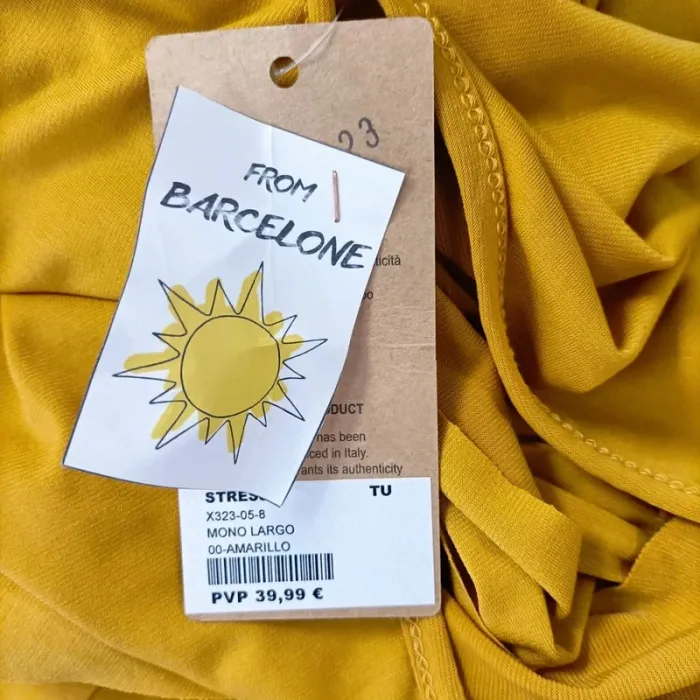 23
FROM
BARCELONE
icità
DUCT
has been
ced in Italy.
ants its authenticity
TU
X323-05-8
MONO LARGO
00-AMARILLO
PVP 39,99 €